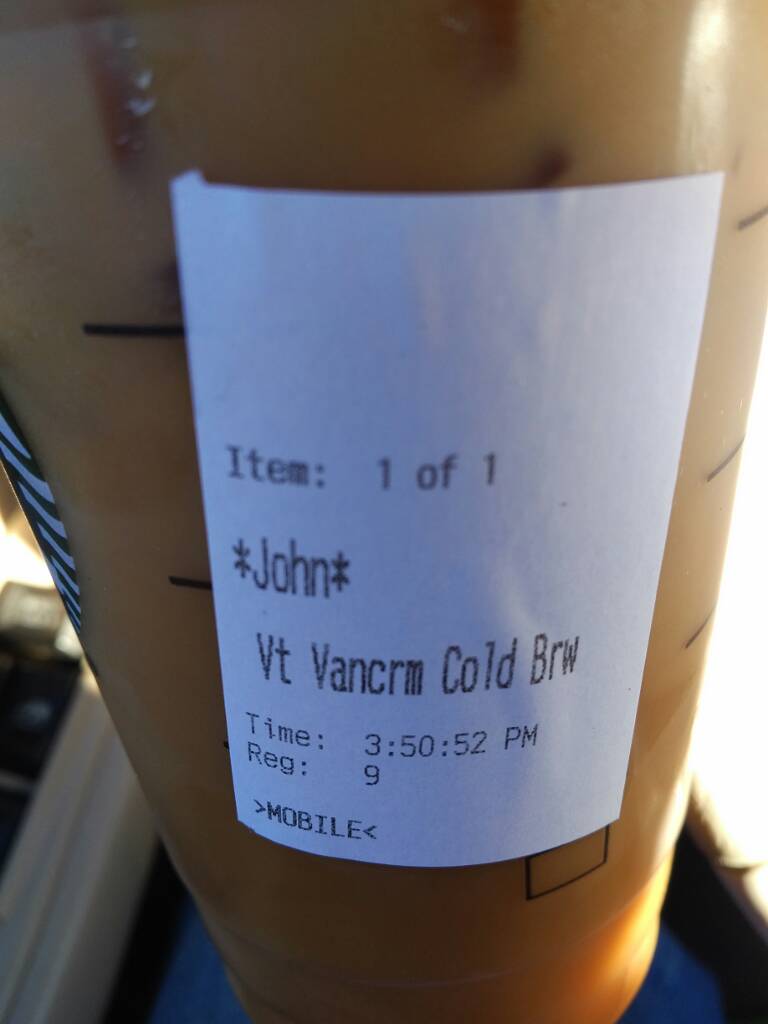 Item: 1 of 1
*John*
Vt Vancrm Cold Brw
Time: 3:50:52 PM
Reg: 9
>MOBILE<